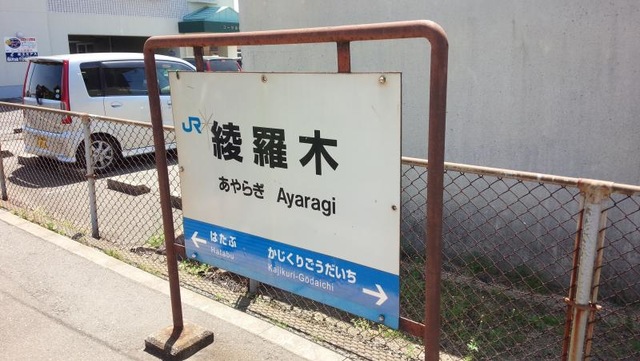 JR
綾羅木
あやらぎ Ayaragi
← はたぶ
Hatabu
かじくりごうだいち →
Kajikuri-Gōdaichi